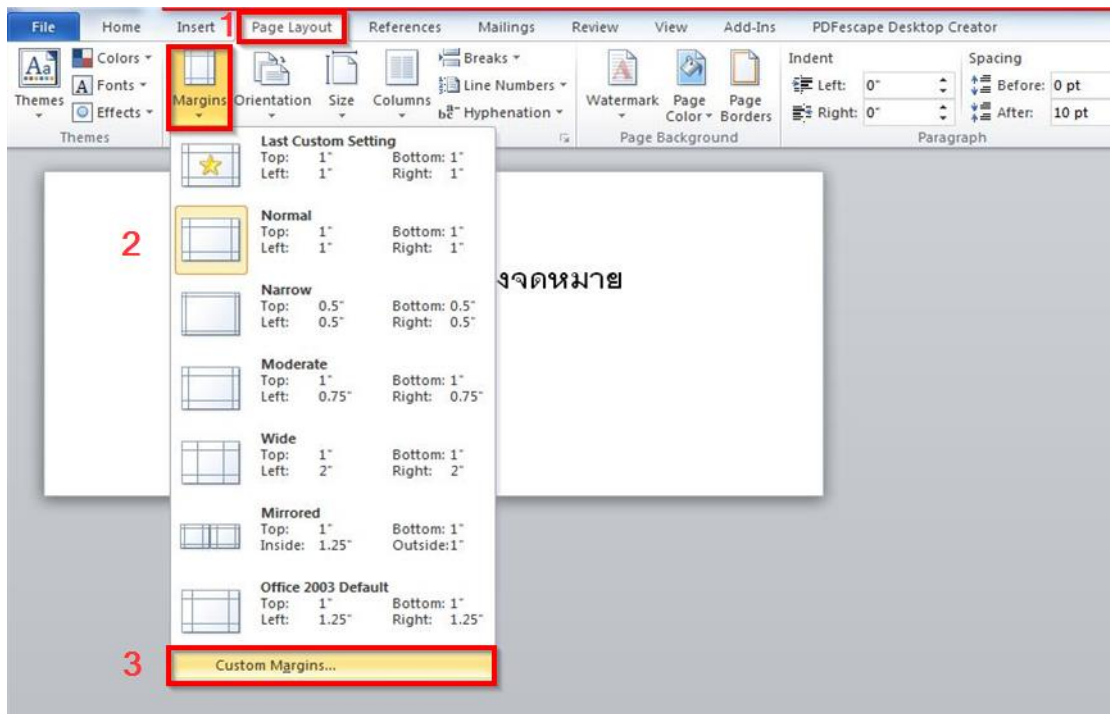 File Home Insert 1 Page Layout References Mailings Review View Add-Ins PDFescape Desktop Creator
Aa Colors Margins Orientation Size Columns Breaks Watermark Page Color Page Borders Indent Spacing
Themes A Fonts Line Numbers Left: 0" Before: 0 pt
Effects Hyphenation Right: 0" After: 10 pt
Themes Page Background Paragraph
Last Custom Setting
Top: 1" Bottom: 1"
Left: 1" Right: 1"
2
Normal
Top: 1" Bottom: 1"
Left: 1" Right: 1"
งจดหมาย
Narrow
Top: 0.5" Bottom: 0.5"
Left: 0.5" Right: 0.5"
Moderate
Top: 1" Bottom: 1"
Left: 0.75" Right: 0.75"
Wide
Top: 1" Bottom: 1"
Left: 2" Right: 2"
Mirrored
Top: 1" Bottom: 1"
Inside: 1.25" Outside:1"
Office 2003 Default
Top: 1" Bottom: 1"
Left: 1.25" Right: 1.25"
3 Custom Margins...